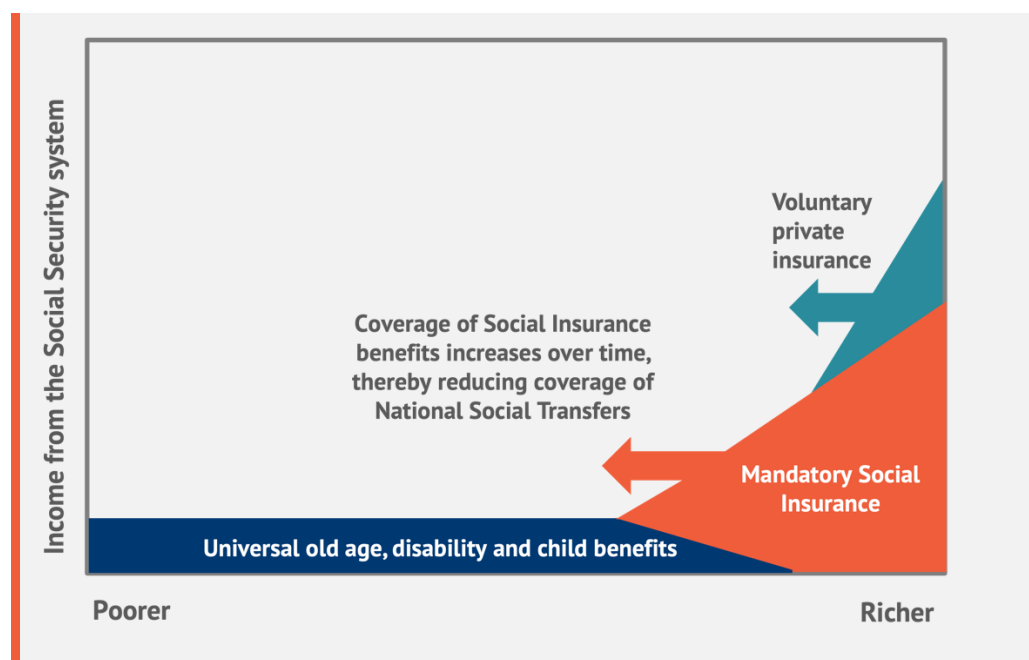 Income from the Social Security system
Voluntary
private
insurance
Coverage of Social Insurance
benefits increases over time,
thereby reducing coverage of
National Social Transfers
Mandatory Social
Insurance
Universal old age, disability and child benefits
Poorer
Richer